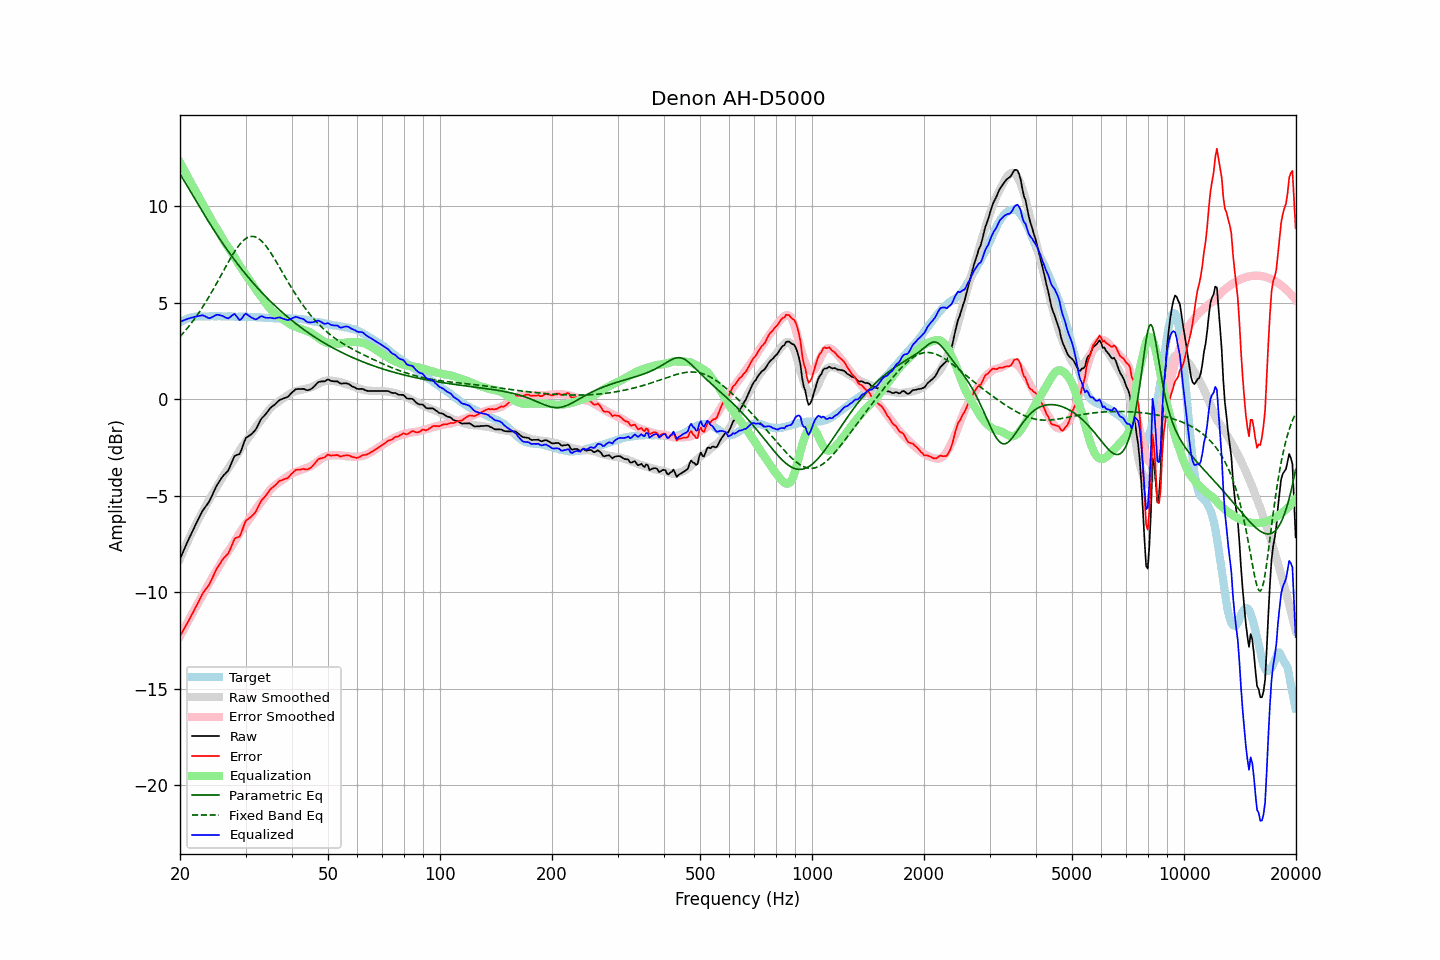 Denon AH-D5000
Amplitude (dBr)
10
5
0
−5
−10
−15
−20
Target
Raw Smoothed
Error Smoothed
Raw
Error
Equalization
Parametric Eq
Fixed Band Eq
Equalized
20 50 100 200 500 1000 2000 5000 10000 20000
Frequency (Hz)